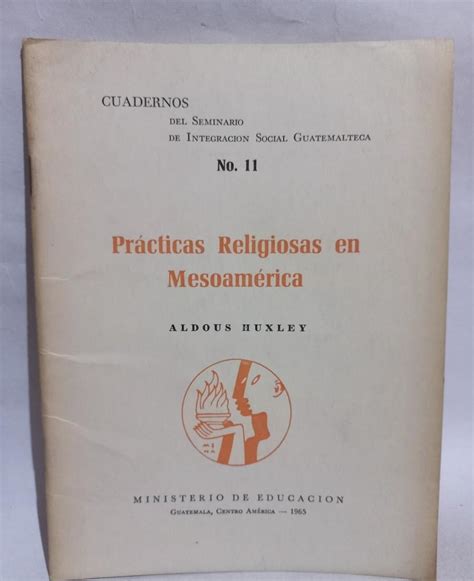 CUADERNOS
DEL SEMINARIO
DE INTEGRACION SOCIAL GUATEMALTECA
No. 11
Prácticas Religiosas en
Mesoamérica
ALDOUS HUXLEY
MINISTERIO DE EDUCACION
GUATEMALA, CENTRO AMÉRICA — 1965